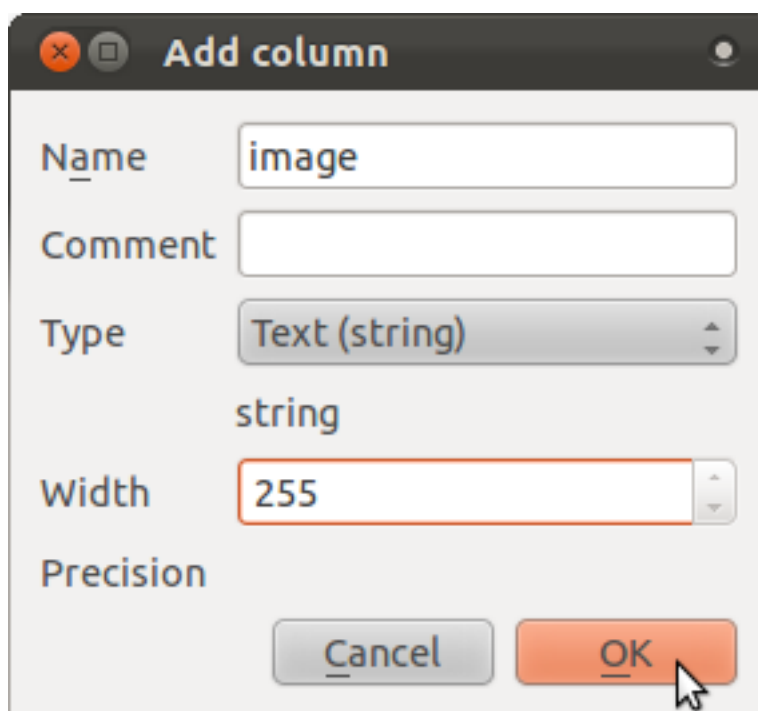 Add column
Name image
Comment
Type Text (string)
string
Width 255
Precision
Cancel OK